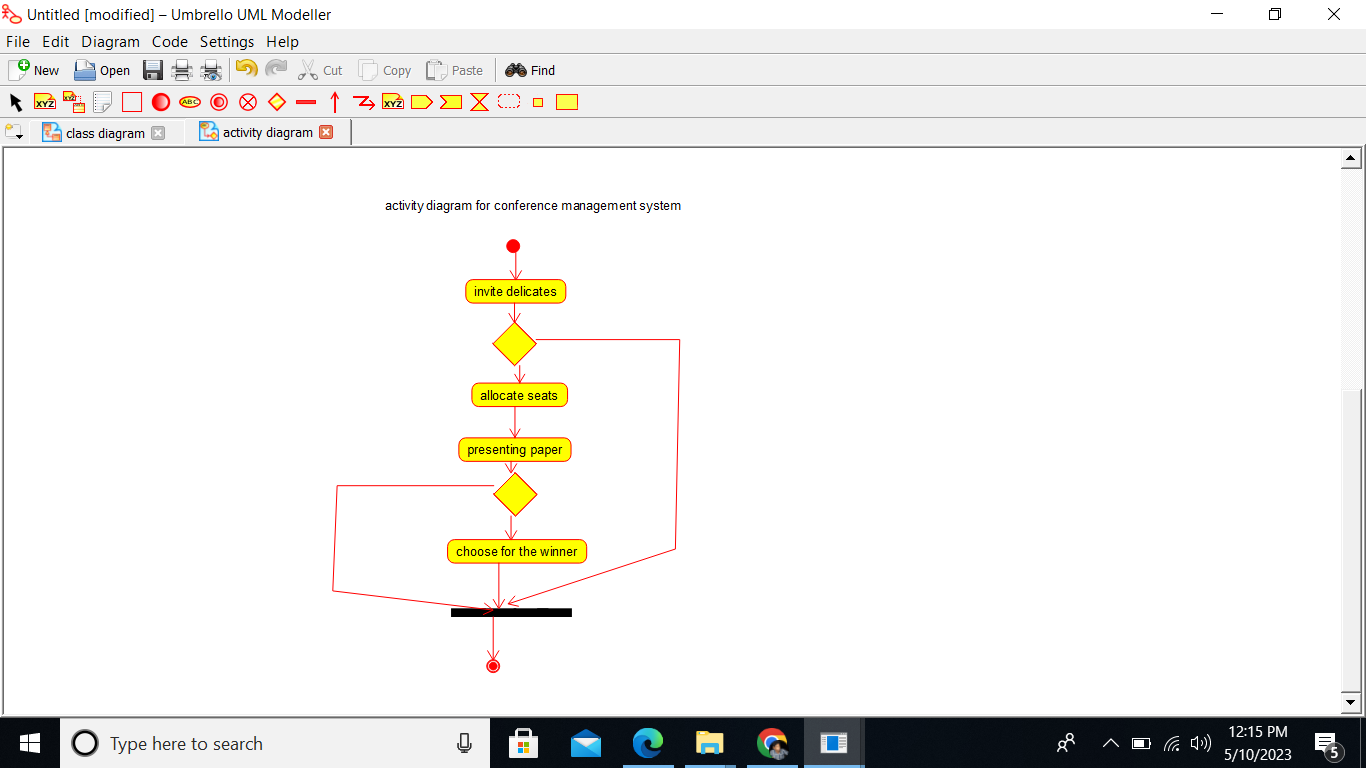 Untitled [modified] – Umbrello UML Modeller
File Edit Diagram Code Settings Help
New Open Cut Copy Paste Find
XYZ XYZ ABC XYZ
class diagram activity diagram
activity diagram for conference management system
invite delicates
allocate seats
presenting paper
choose for the winner
Type here to search
12:15 PM
5/10/2023
5